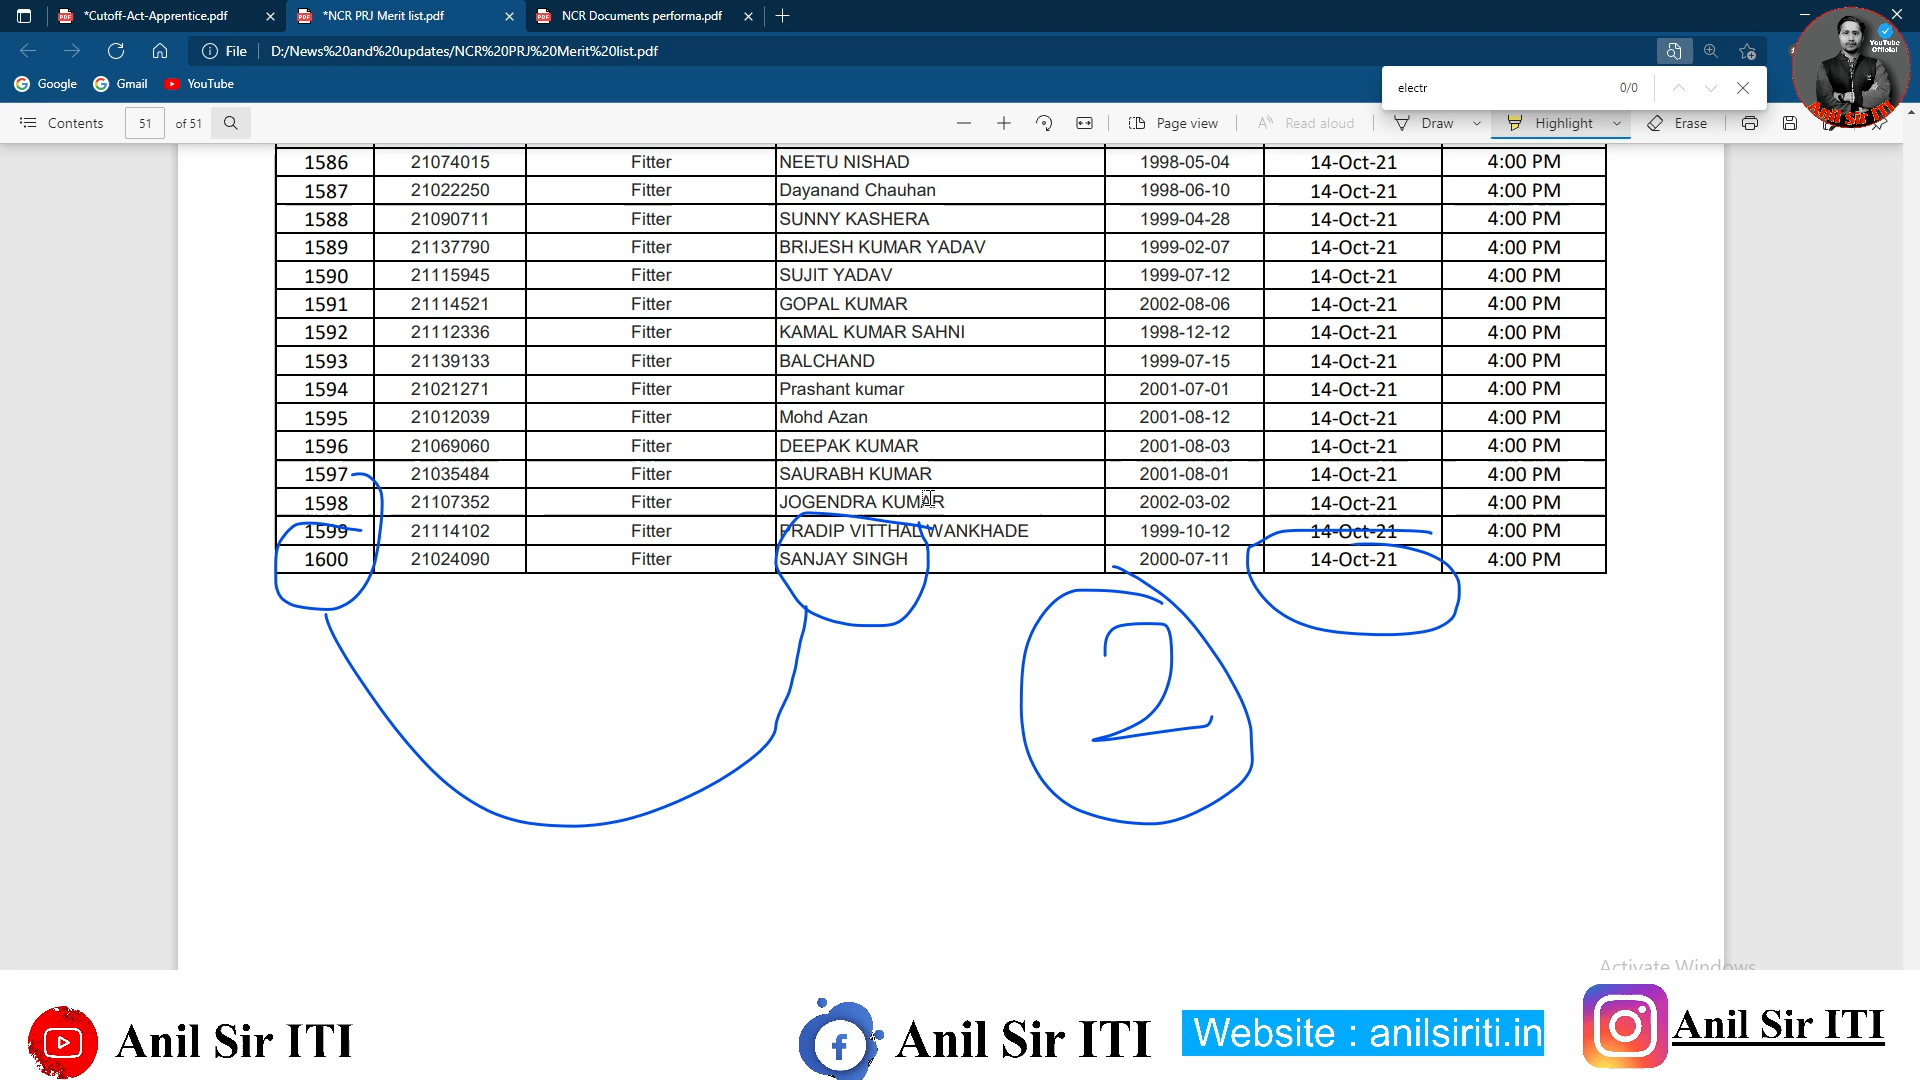 *Cutoff-Act-Apprentice.pdf
*NCR PRJ Merit list.pdf
NCR Documents performa.pdf
File D:/News%20and%20updates/NCR%20PRJ%20Merit%20list.pdf
Google Gmail YouTube
electr 0/0
YouTube
Official
Anil Sir ITI
Contents 51 of 51 Page view Read aloud Draw Highlight Erase
1586 21074015 Fitter NEETU NISHAD 1998-05-04 14-Oct-21 4:00 PM
1587 21022250 Fitter Dayanand Chauhan 1998-06-10 14-Oct-21 4:00 PM
1588 21090711 Fitter SUNNY KASHERA 1999-04-28 14-Oct-21 4:00 PM
1589 21137790 Fitter BRIJESH KUMAR YADAV 1999-02-07 14-Oct-21 4:00 PM
1590 21115945 Fitter SUJIT YADAV 1999-07-12 14-Oct-21 4:00 PM
1591 21114521 Fitter GOPAL KUMAR 2002-08-06 14-Oct-21 4:00 PM
1592 21112336 Fitter KAMAL KUMAR SAHNI 1998-12-12 14-Oct-21 4:00 PM
1593 21139133 Fitter BALCHAND 1999-07-15 14-Oct-21 4:00 PM
1594 21021271 Fitter Prashant kumar 2001-07-01 14-Oct-21 4:00 PM
1595 21012039 Fitter Mohd Azan 2001-08-12 14-Oct-21 4:00 PM
1596 21069060 Fitter DEEPAK KUMAR 2001-08-03 14-Oct-21 4:00 PM
1597 21035484 Fitter SAURABH KUMAR 2001-08-01 14-Oct-21 4:00 PM
1598 21107352 Fitter JOGENDRA KUMAR 2002-03-02 14-Oct-21 4:00 PM
1599 21114102 Fitter PRADIP VITTHAL WANKHADE 1999-10-12 14-Oct-21 4:00 PM
1600 21024090 Fitter SANJAY SINGH 2000-07-11 14-Oct-21 4:00 PM
2
Activate Windows
Anil Sir ITI
Anil Sir ITI
Website : anilsiriti.in
Anil Sir ITI